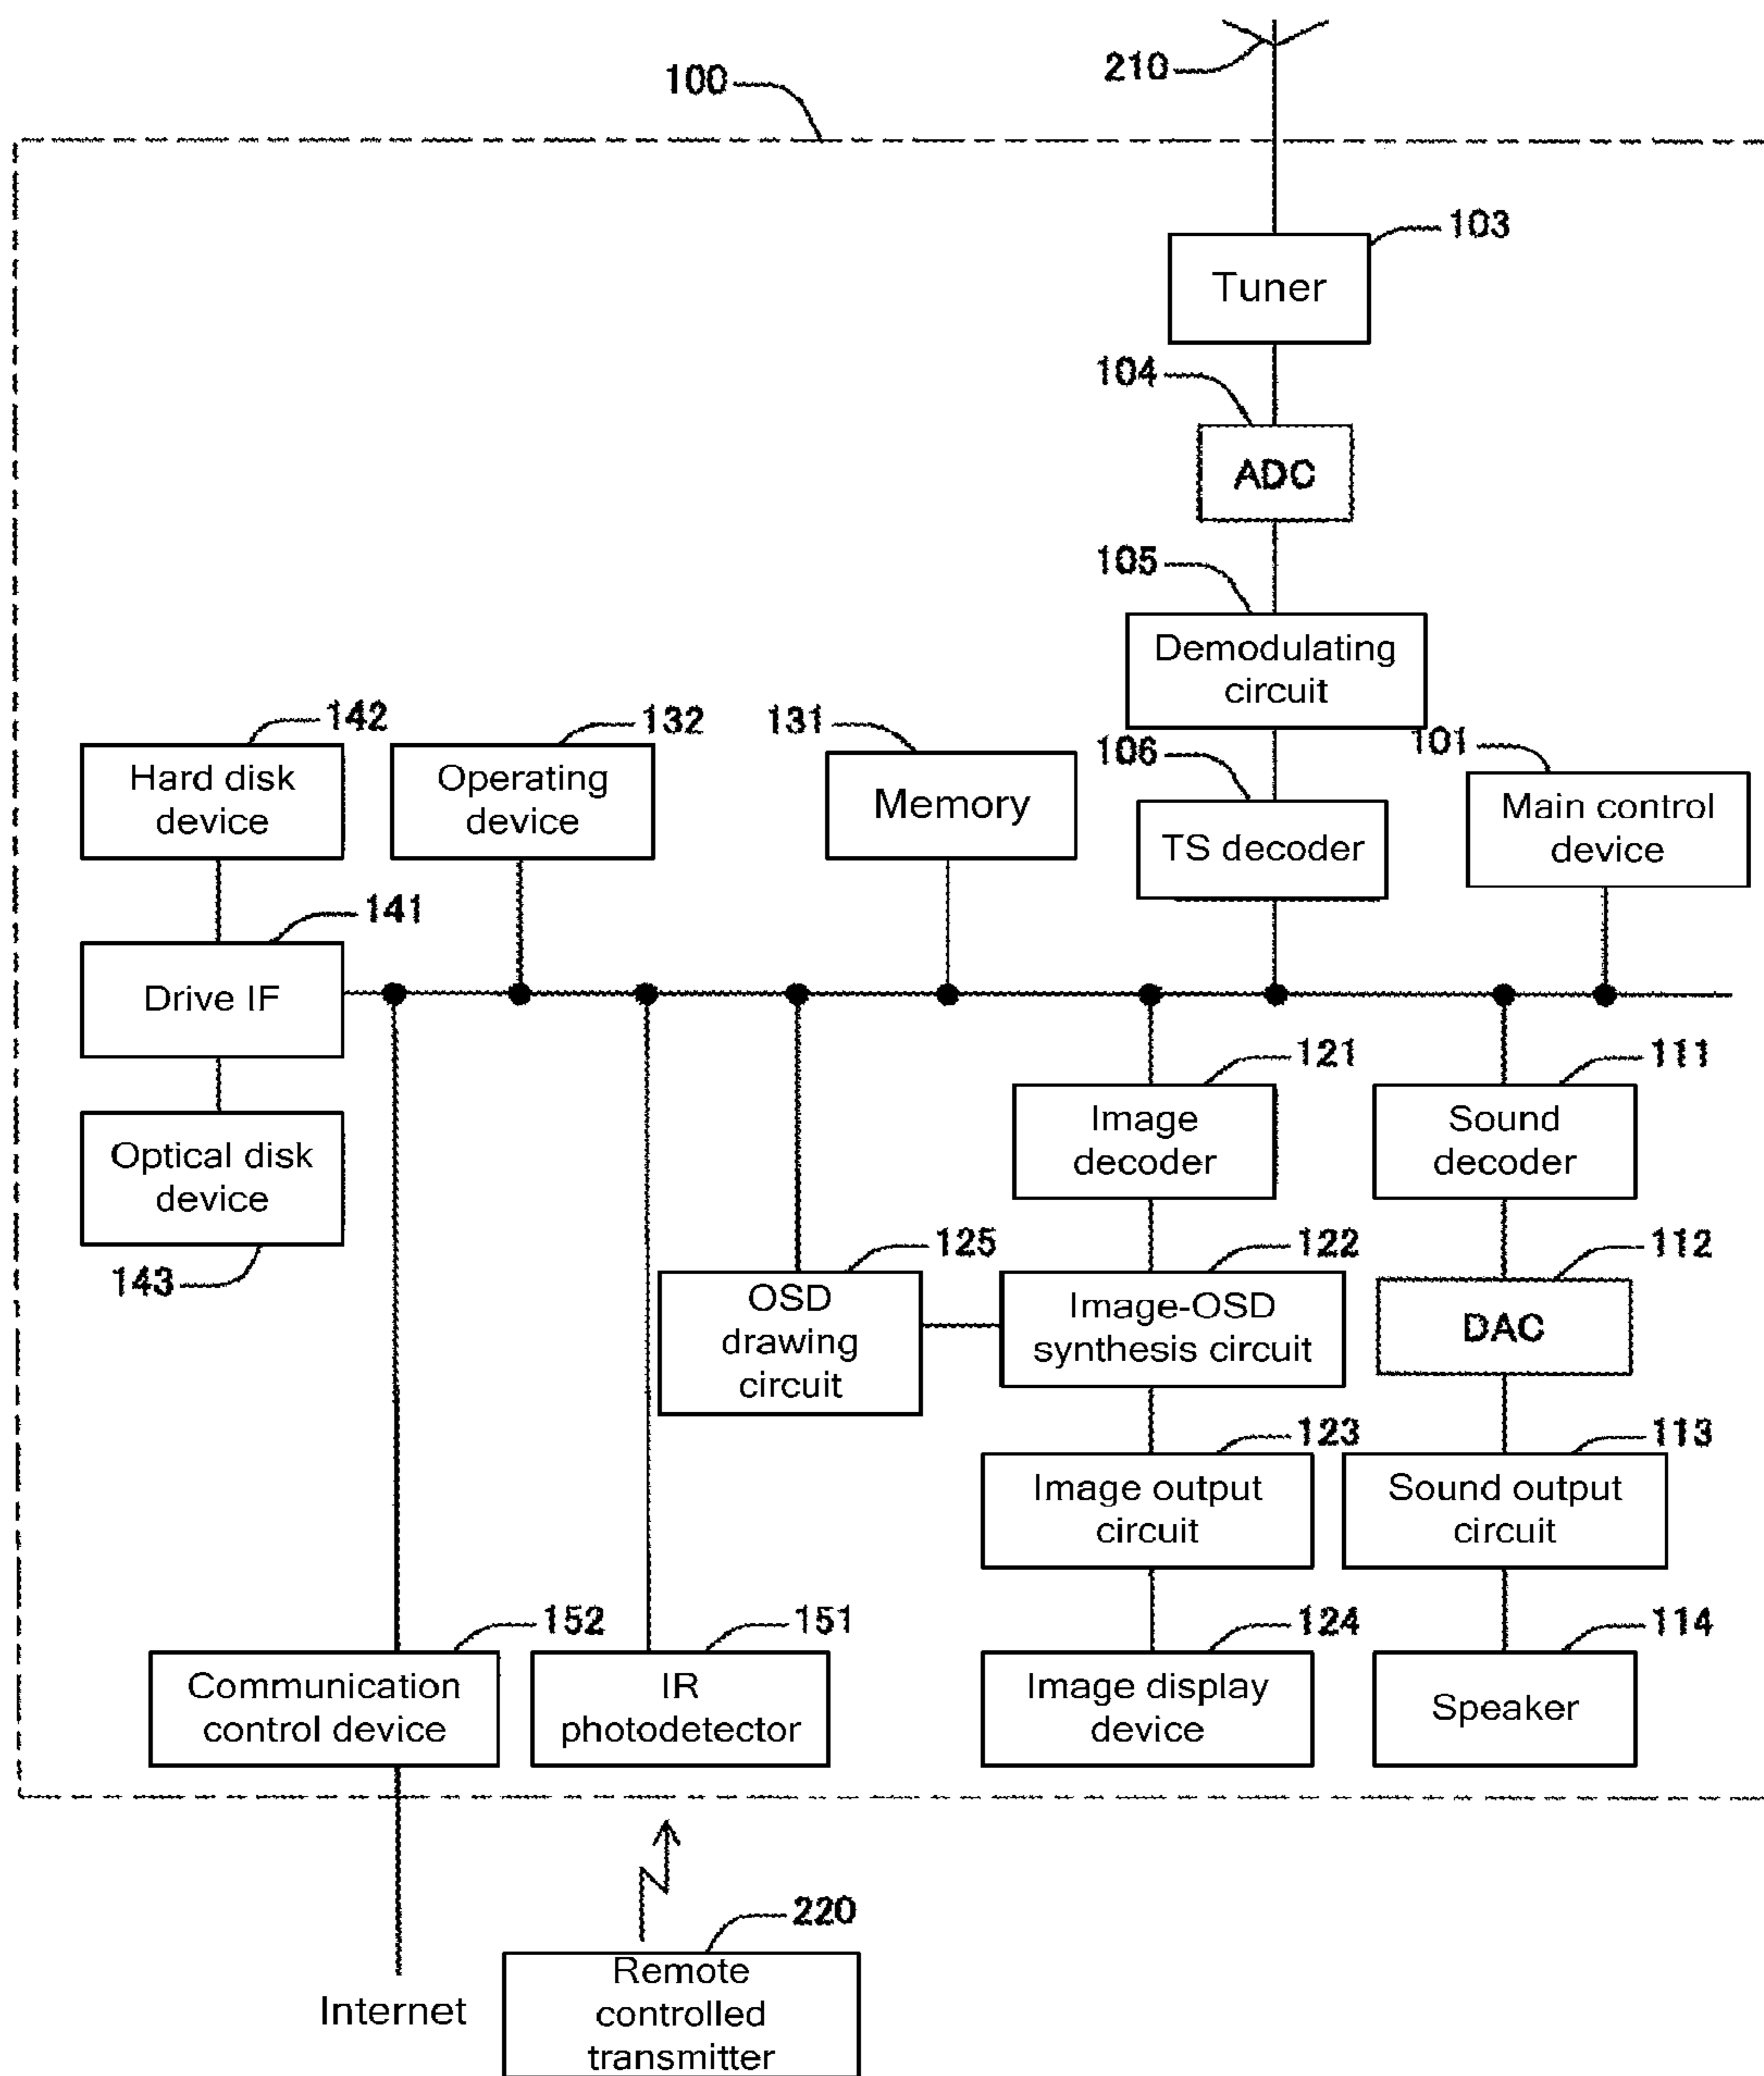 210
100
103
Tuner
104
ADC
105
Demodulating
circuit
142
132
131
106
101
Hard disk
device
Operating
device
Memory
TS decoder
Main control
device
141
Drive IF
121
111
Optical disk
device
143
Image
decoder
Sound
decoder
125
122
112
OSD
drawing
circuit
Image-OSD
synthesis circuit
DAC
123
113
Image output
circuit
Sound output
circuit
152
151
124
114
Communication
control device
IR
photodetector
Image display
device
Speaker
220
Internet
Remote
controlled
transmitter